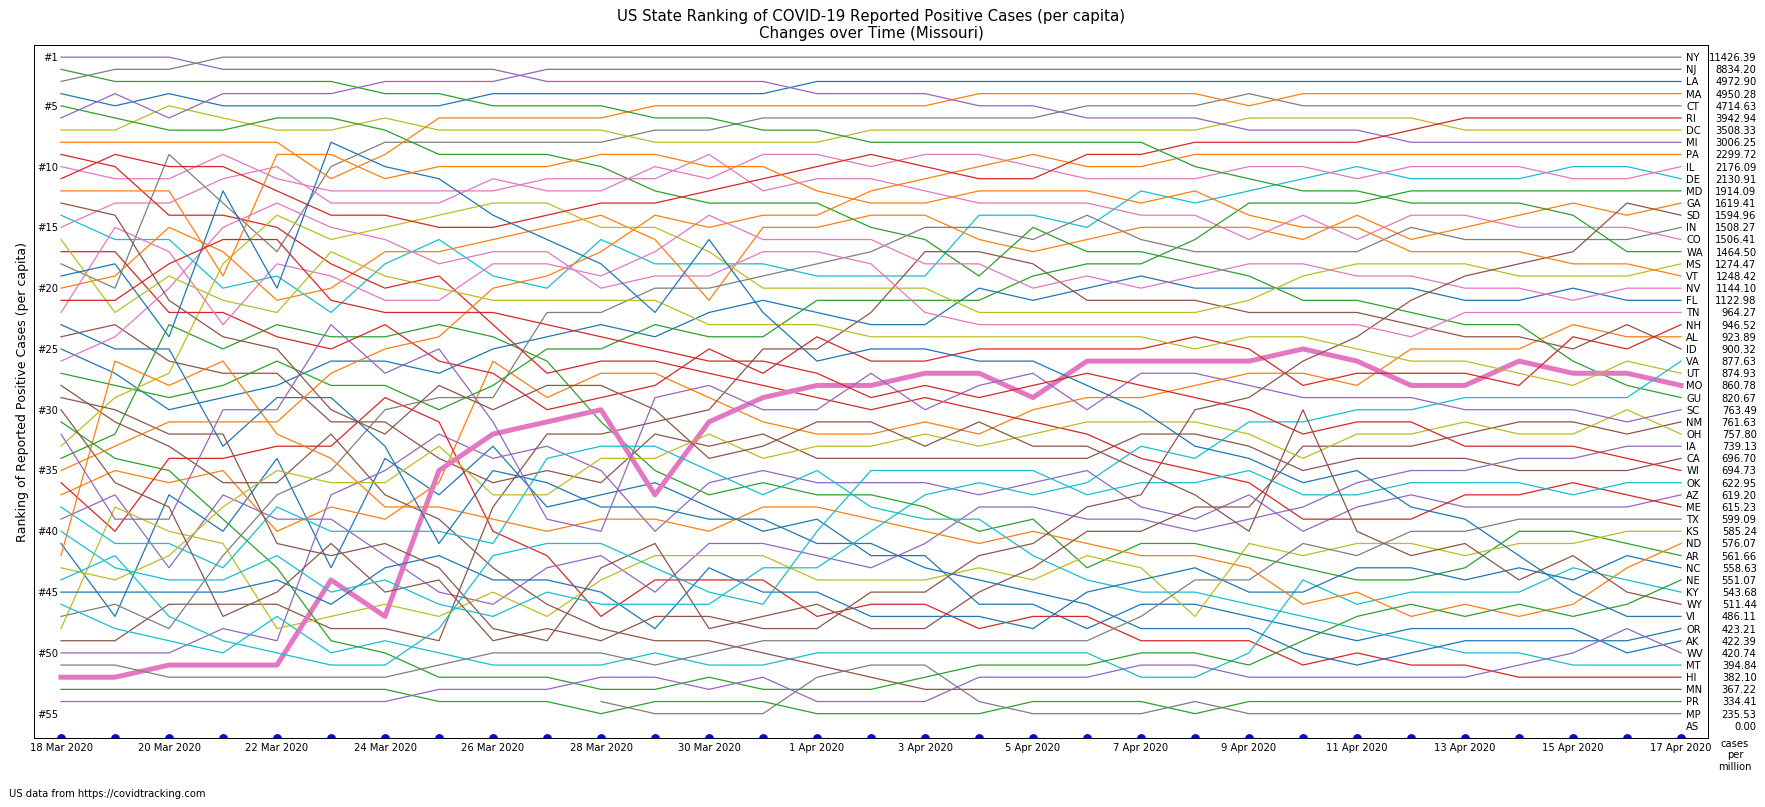 US State Ranking of COVID-19 Reported Positive Cases (per capita)
Changes over Time (Missouri)
Ranking of Reported Positive Cases (per capita)
#1
#5
#10
#15
#20
#25
#30
#35
#40
#45
#50
#55
NY 11426.39
NJ 8834.20
LA 4972.90
MA 4950.28
CT 4714.63
RI 3942.94
DC 3508.33
MI 3006.25
PA 2299.72
IL 2176.09
DE 2130.91
MD 1914.09
GA 1619.41
SD 1594.96
IN 1508.27
CO 1506.41
WA 1464.50
MS 1274.47
VT 1248.42
NV 1144.10
FL 1122.98
TN 964.27
NH 946.52
AL 923.89
ID 900.32
VA 877.63
UT 874.93
MO 860.78
GU 820.67
SC 763.49
NM 761.63
OH 757.80
IA 739.13
CA 696.70
WI 694.73
OK 622.95
AZ 619.20
ME 615.23
TX 599.09
KS 585.24
ND 576.07
AR 561.66
NC 558.63
NE 551.07
KY 543.68
WY 511.44
VI 486.11
OR 423.21
AK 422.39
WV 420.74
MT 394.84
HI 382.10
MN 367.22
PR 334.41
MP 235.53
AS 0.00
18 Mar 2020 20 Mar 2020 22 Mar 2020 24 Mar 2020 26 Mar 2020 28 Mar 2020 30 Mar 2020 1 Apr 2020 3 Apr 2020 5 Apr 2020 7 Apr 2020 9 Apr 2020 11 Apr 2020 13 Apr 2020 15 Apr 2020 17 Apr 2020
cases
per
million
US data from https://covidtracking.com